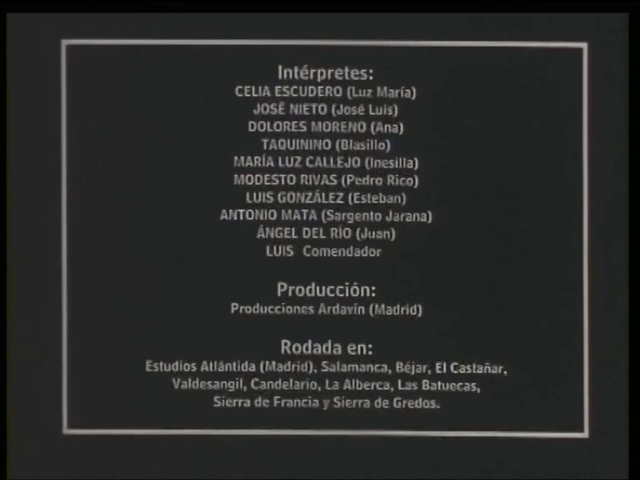 Intérpretes:
CELIA ESCUDERO (Luz María)
JOSÉ NIETO (José Luis)
DOLORES MORENO (Ana)
TAQUININO (Blasillo)
MARÍA LUZ CALLEJO (Inesilla)
MODESTO RIVAS (Pedro Rico)
LUIS GONZÁLEZ (Esteban)
ANTONIO MATA (Sargento Jarana)
ÁNGEL DEL RÍO (Juan)
LUIS Comendador
Producción:
Producciones Ardavín (Madrid)
Rodada en:
Estudios Atlántida (Madrid), Salamanca, Béjar, El Castañar,
Valdesangil, Candelario, La Alberca, Las Batuecas,
Sierra de Francia y Sierra de Gredos.